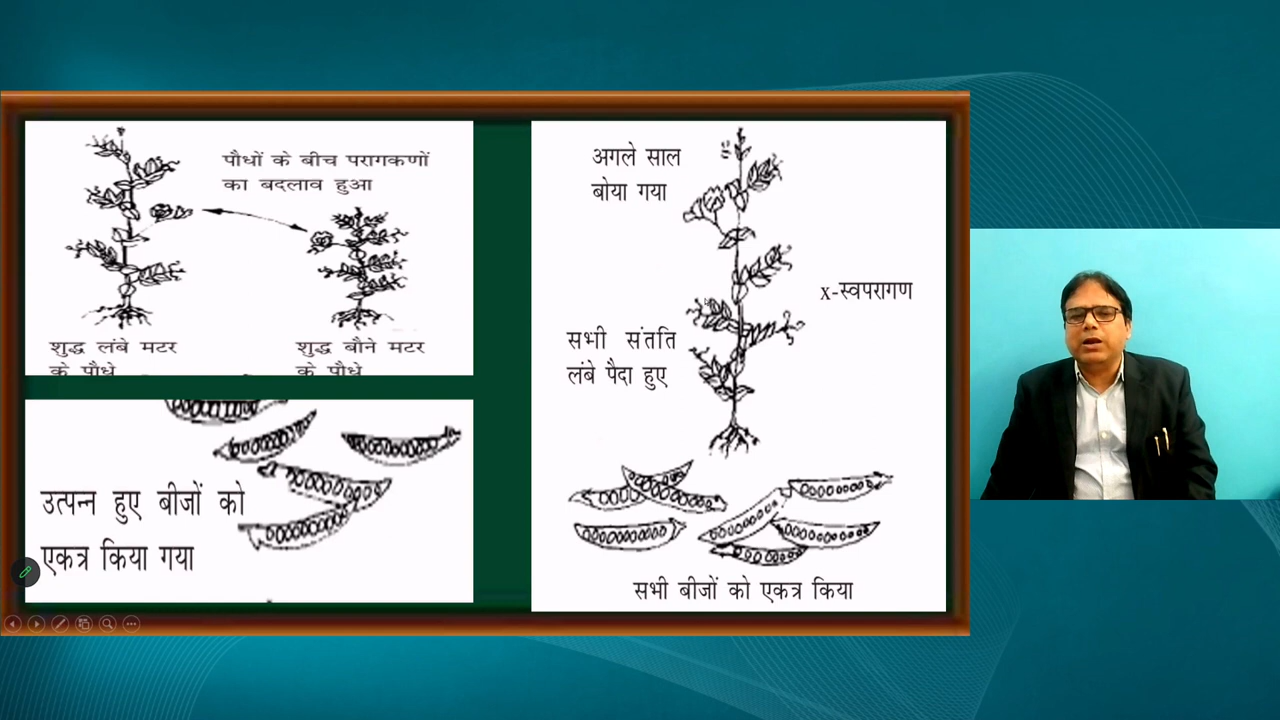 पौधों के बीच परागकणों
का बदलाव हुआ
शुद्ध लंबे मटर
के पौधे
शुद्ध बौने मटर
के पौधे
उत्पन्न हुए बीजों को
एकत्र किया गया
अगले साल
बोया गया
x-स्वपरागण
सभी संतति
लंबे पैदा हुए
सभी बीजों को एकत्र किया